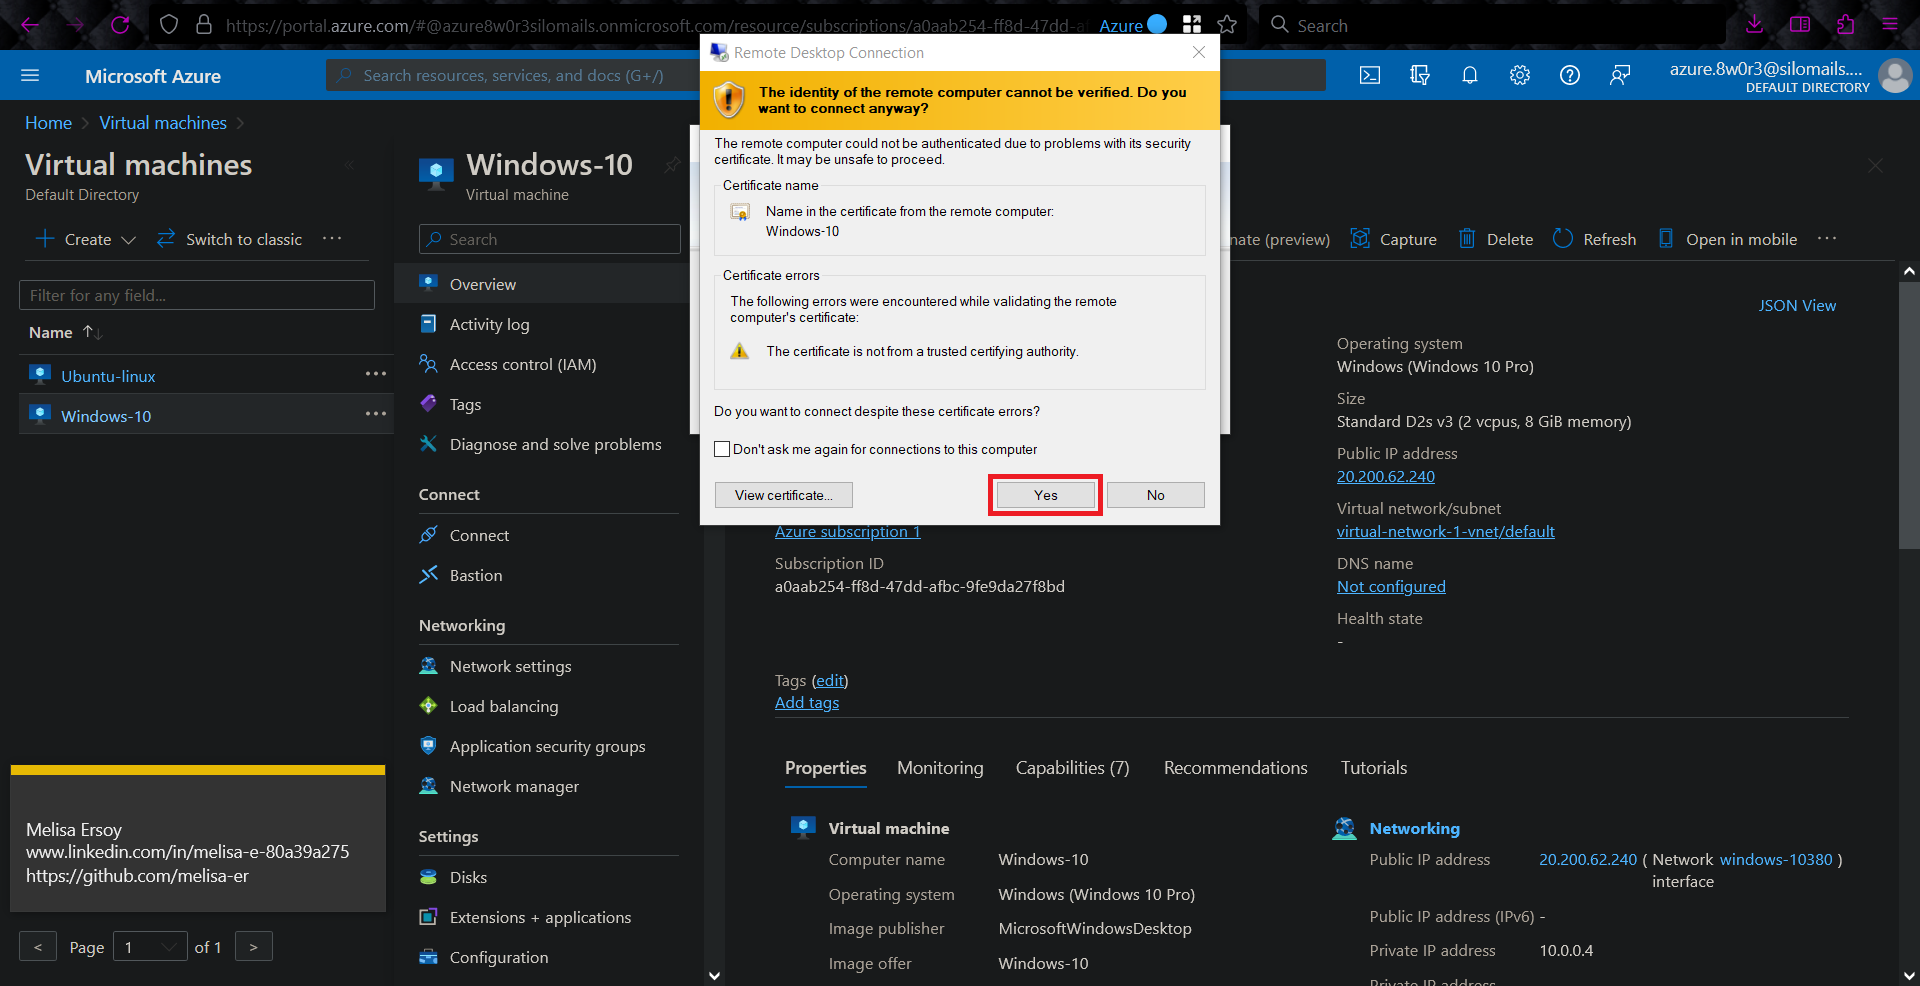 https://portal.azure.com/#@azure8w0r3silomails.onmicrosoft.com/resource/subscriptions/a0aab254-ff8d-47dd-a
Azure
Search
Microsoft Azure
Search resources, services, and docs (G+/)
azure.8w0r3@silomails....
DEFAULT DIRECTORY
Home > Virtual machines >
Virtual machines
Default Directory
Create
Switch to classic
...
Filter for any field...
Name
Ubuntu-linux
...
Windows-10
...
Melisa Ersoy
www.linkedin.com/in/melisa-e-80a39a275
https://github.com/melisa-er
< Page 1 of 1 >
Windows-10
Virtual machine
Search
Overview
Activity log
Access control (IAM)
Tags
Diagnose and solve problems
Connect
Connect
Bastion
Networking
Network settings
Load balancing
Application security groups
Network manager
Settings
Disks
Extensions + applications
Configuration
Remote Desktop Connection
The identity of the remote computer cannot be verified. Do you
want to connect anyway?
The remote computer could not be authenticated due to problems with its security
certificate. It may be unsafe to proceed.
Certificate name
Name in the certificate from the remote computer:
Windows-10
Certificate errors
The following errors were encountered while validating the remote
computer's certificate:
The certificate is not from a trusted certifying authority.
Do you want to connect despite these certificate errors?
Don't ask me again for connections to this computer
View certificate...
Yes
No
nate (preview)
Capture
Delete
Refresh
Open in mobile
...
JSON View
Operating system
Windows (Windows 10 Pro)
Size
Standard D2s v3 (2 vcpus, 8 GiB memory)
Public IP address
20.200.62.240
Virtual network/subnet
virtual-network-1-vnet/default
DNS name
Not configured
Health state
-
Azure subscription 1
Subscription ID
a0aab254-ff8d-47dd-afbc-9fe9da27f8bd
Tags (edit)
Add tags
Properties
Monitoring
Capabilities (7)
Recommendations
Tutorials
Virtual machine
Computer name Windows-10
Operating system Windows (Windows 10 Pro)
Image publisher MicrosoftWindowsDesktop
Image offer Windows-10
Networking
Public IP address 20.200.62.240 ( Network windows-10380 )
interface
Public IP address (IPv6) -
Private IP address 10.0.0.4
Private IP address